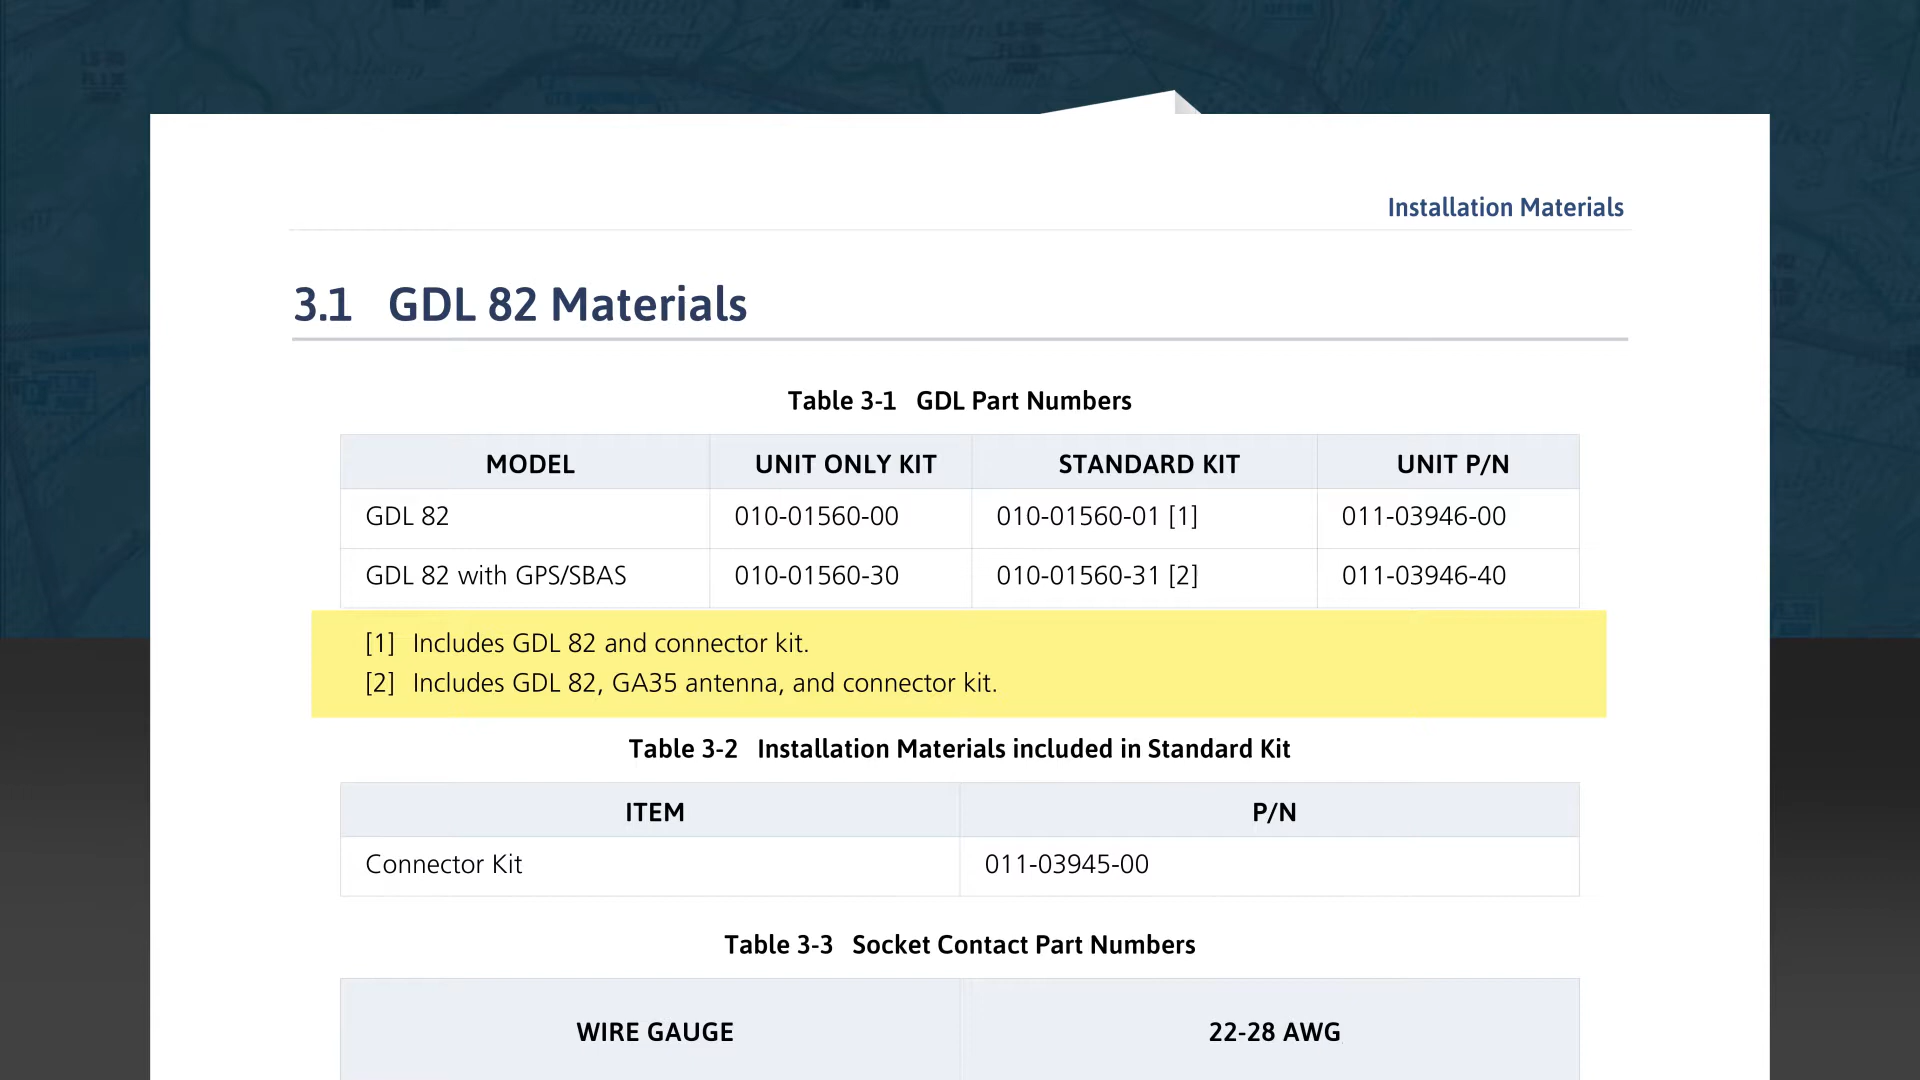 Installation Materials
3.1 GDL 82 Materials
Table 3-1 GDL Part Numbers
MODEL UNIT ONLY KIT STANDARD KIT UNIT P/N
GDL 82 010-01560-00 010-01560-01 [1] 011-03946-00
GDL 82 with GPS/SBAS 010-01560-30 010-01560-31 [2] 011-03946-40
[1] Includes GDL 82 and connector kit.
[2] Includes GDL 82, GA35 antenna, and connector kit.
Table 3-2 Installation Materials included in Standard Kit
ITEM P/N
Connector Kit 011-03945-00
Table 3-3 Socket Contact Part Numbers
WIRE GAUGE 22-28 AWG